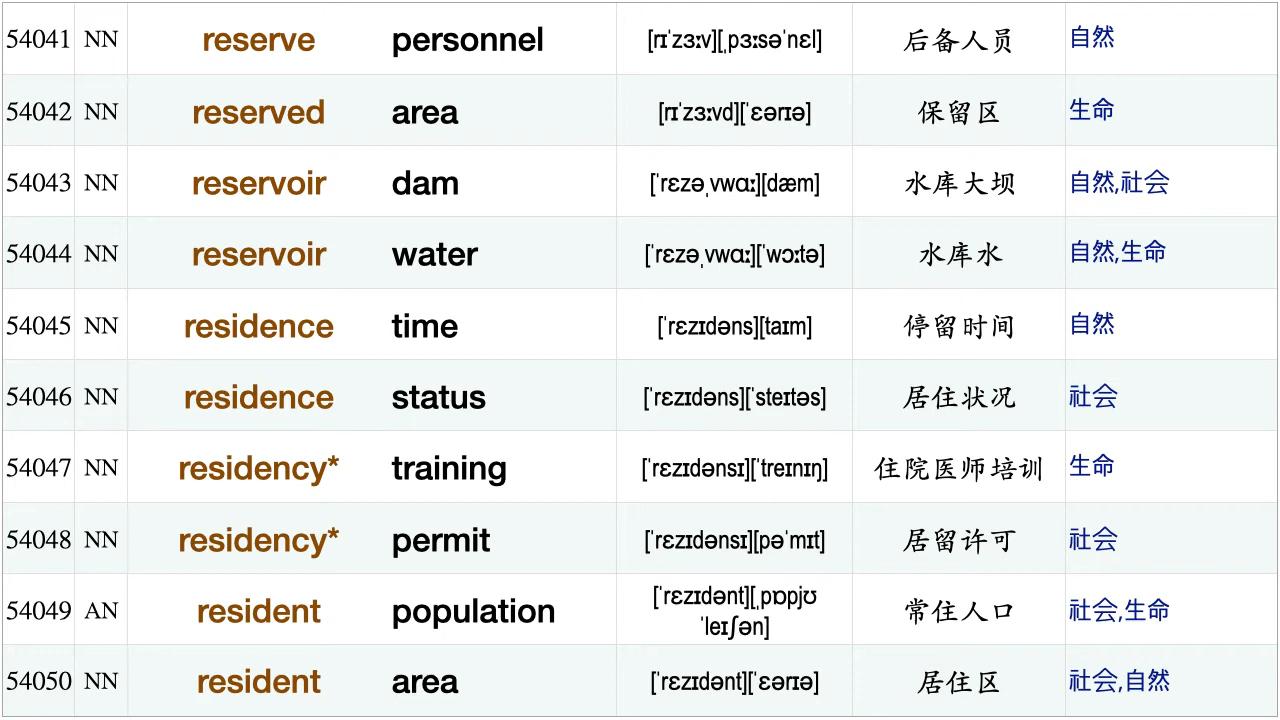 54041 NN reserve personnel [rɪˈzɜːv][ˌpɜːsəˈnɛl] 后备人员 自然
54042 NN reserved area [rɪˈzɜːvd][ˈɛərɪə] 保留区 生命
54043 NN reservoir dam [ˈrɛzəˌvwɑː][dæm] 水库大坝 自然,社会
54044 NN reservoir water [ˈrɛzəˌvwɑː][ˈwɔːtə] 水库水 自然,生命
54045 NN residence time [ˈrɛzɪdəns][taɪm] 停留时间 自然
54046 NN residence status [ˈrɛzɪdəns][ˈsteɪtəs] 居住状况 社会
54047 NN residency* training [ˈrɛzɪdənsɪ][ˈtreɪnɪŋ] 住院医师培训 生命
54048 NN residency* permit [ˈrɛzɪdənsɪ][pəˈmɪt] 居留许可 社会
54049 AN resident population [ˈrɛzɪdənt][ˌpɒpjʊ
ˈleɪʃən] 常住人口 社会,生命
54050 NN resident area [ˈrɛzɪdənt][ˈɛərɪə] 居住区 社会,自然